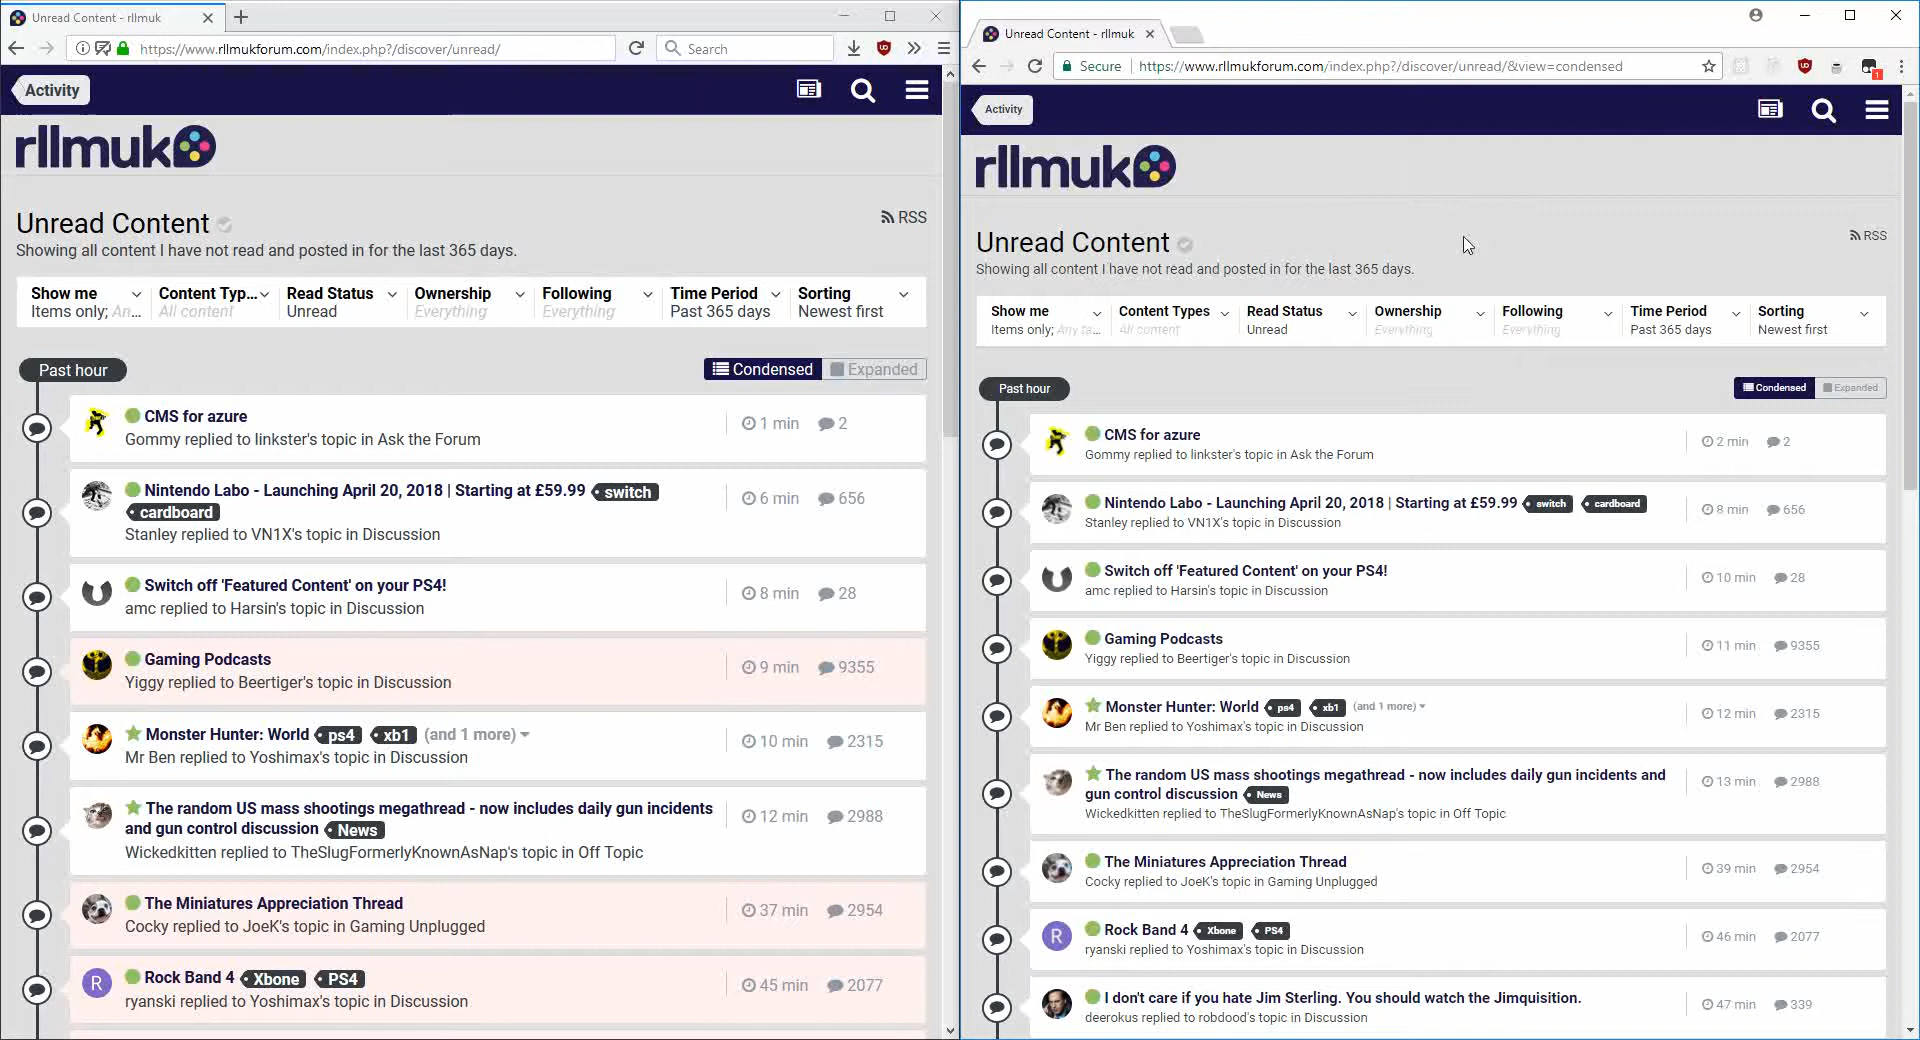 Unread Content - rllmuk
https://www.rllmukforum.com/index.php?/discover/unread/
Search
Activity
rllmuk
Unread Content
RSS
Showing all content I have not read and posted in for the last 365 days.
Show me Content Typ... Read Status Ownership Following Time Period Sorting
Items only; An... All content Unread Everything Everything Past 365 days Newest first
Past hour Condensed Expanded
CMS for azure 1 min 2
Gommy replied to linkster's topic in Ask the Forum
Nintendo Labo - Launching April 20, 2018 | Starting at £59.99 switch 6 min 656
cardboard
Stanley replied to VN1X's topic in Discussion
Switch off 'Featured Content' on your PS4! 8 min 28
amc replied to Harsin's topic in Discussion
Gaming Podcasts 9 min 9355
Yiggy replied to Beertiger's topic in Discussion
Monster Hunter: World ps4 xb1 (and 1 more) 10 min 2315
Mr Ben replied to Yoshimax's topic in Discussion
The random US mass shootings megathread - now includes daily gun incidents 12 min 2988
and gun control discussion News
Wickedkitten replied to TheSlugFormerlyKnownAsNap's topic in Off Topic
The Miniatures Appreciation Thread 37 min 2954
Cocky replied to JoeK's topic in Gaming Unplugged
R Rock Band 4 Xbone PS4 45 min 2077
ryanski replied to Yoshimax's topic in Discussion
Unread Content - rllmuk
Secure https://www.rllmukforum.com/index.php?/discover/unread/&view=condensed
1
Activity
rllmuk
Unread Content
RSS
Showing all content I have not read and posted in for the last 365 days.
Show me Content Types Read Status Ownership Following Time Period Sorting
Items only; Any ta... All content Unread Everything Everything Past 365 days Newest first
Past hour Condensed Expanded
CMS for azure 2 min 2
Gommy replied to linkster's topic in Ask the Forum
Nintendo Labo - Launching April 20, 2018 | Starting at £59.99 switch cardboard 8 min 656
Stanley replied to VN1X's topic in Discussion
Switch off 'Featured Content' on your PS4! 10 min 28
amc replied to Harsin's topic in Discussion
Gaming Podcasts 11 min 9355
Yiggy replied to Beertiger's topic in Discussion
Monster Hunter: World ps4 xb1 (and 1 more) 12 min 2315
Mr Ben replied to Yoshimax's topic in Discussion
The random US mass shootings megathread - now includes daily gun incidents and 13 min 2988
gun control discussion News
Wickedkitten replied to TheSlugFormerlyKnownAsNap's topic in Off Topic
The Miniatures Appreciation Thread 39 min 2954
Cocky replied to JoeK's topic in Gaming Unplugged
R Rock Band 4 Xbone PS4 46 min 2077
ryanski replied to Yoshimax's topic in Discussion
I don't care if you hate Jim Sterling. You should watch the Jimquisition. 47 min 339
deerokus replied to robdood's topic in Discussion